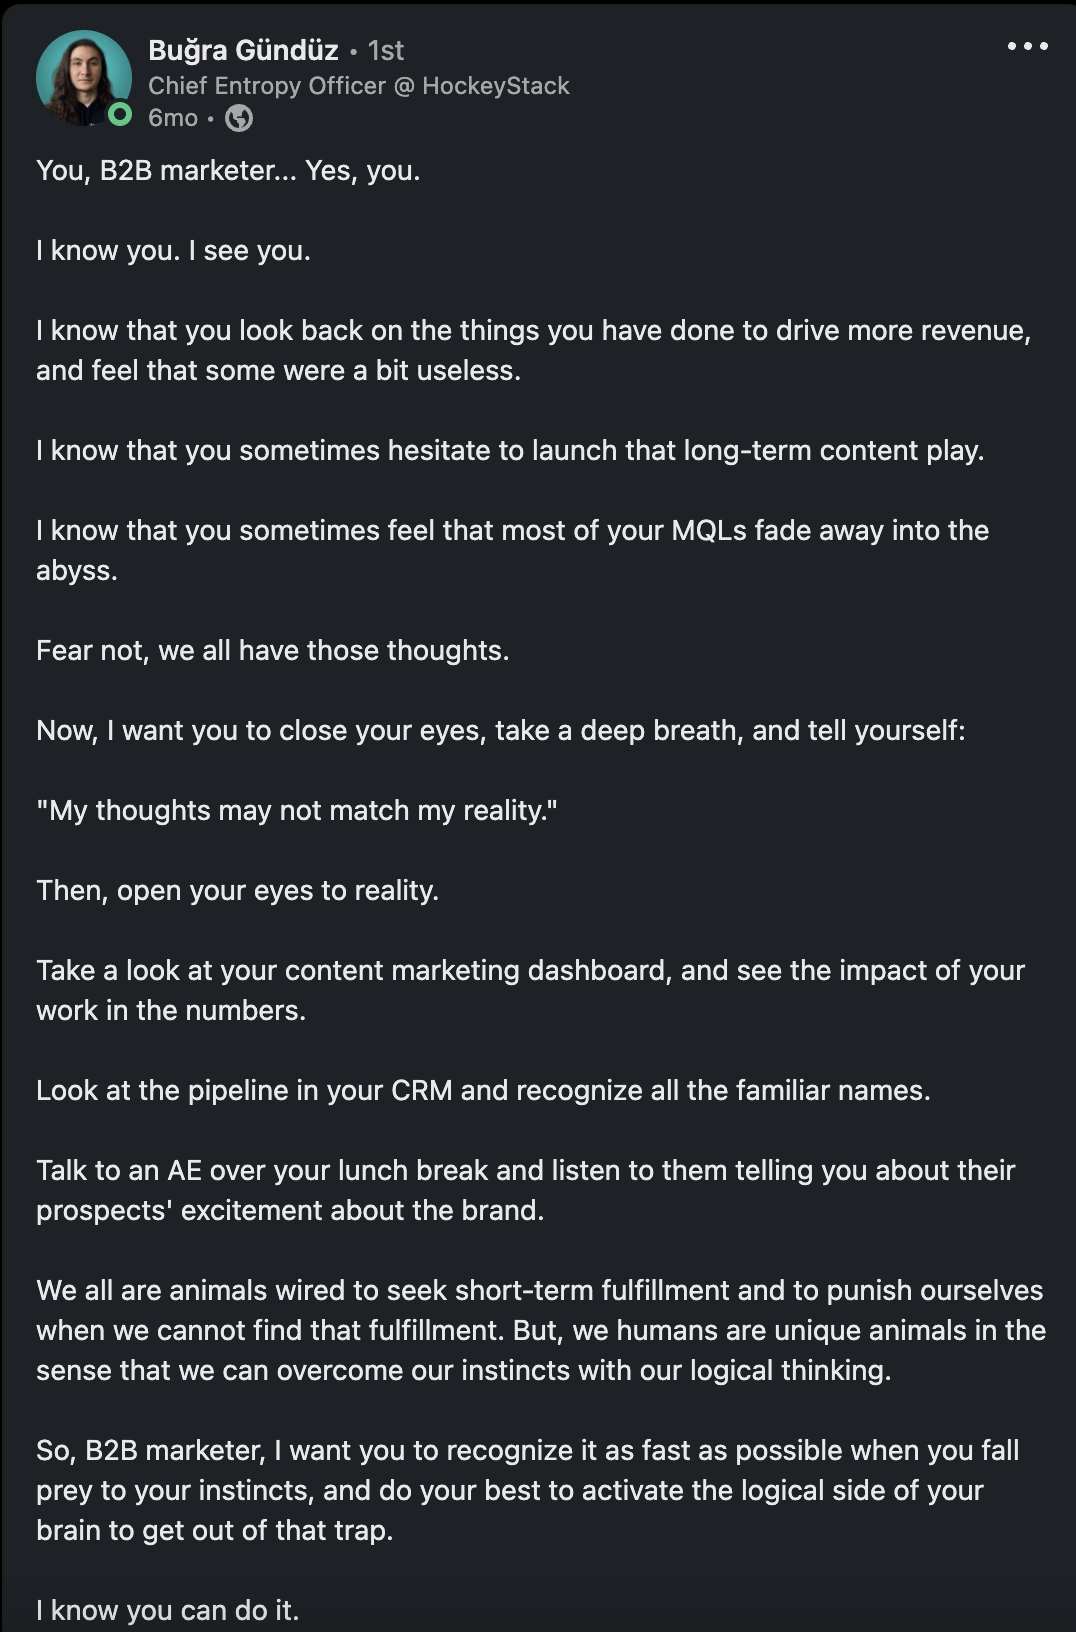 Buğra Gündüz • 1st
Chief Entropy Officer @ HockeyStack
6mo •
You, B2B marketer... Yes, you.
I know you. I see you.
I know that you look back on the things you have done to drive more revenue,
and feel that some were a bit useless.
I know that you sometimes hesitate to launch that long-term content play.
I know that you sometimes feel that most of your MQLs fade away into the
abyss.
Fear not, we all have those thoughts.
Now, I want you to close your eyes, take a deep breath, and tell yourself:
"My thoughts may not match my reality."
Then, open your eyes to reality.
Take a look at your content marketing dashboard, and see the impact of your
work in the numbers.
Look at the pipeline in your CRM and recognize all the familiar names.
Talk to an AE over your lunch break and listen to them telling you about their
prospects' excitement about the brand.
We all are animals wired to seek short-term fulfillment and to punish ourselves
when we cannot find that fulfillment. But, we humans are unique animals in the
sense that we can overcome our instincts with our logical thinking.
So, B2B marketer, I want you to recognize it as fast as possible when you fall
prey to your instincts, and do your best to activate the logical side of your
brain to get out of that trap.
I know you can do it.